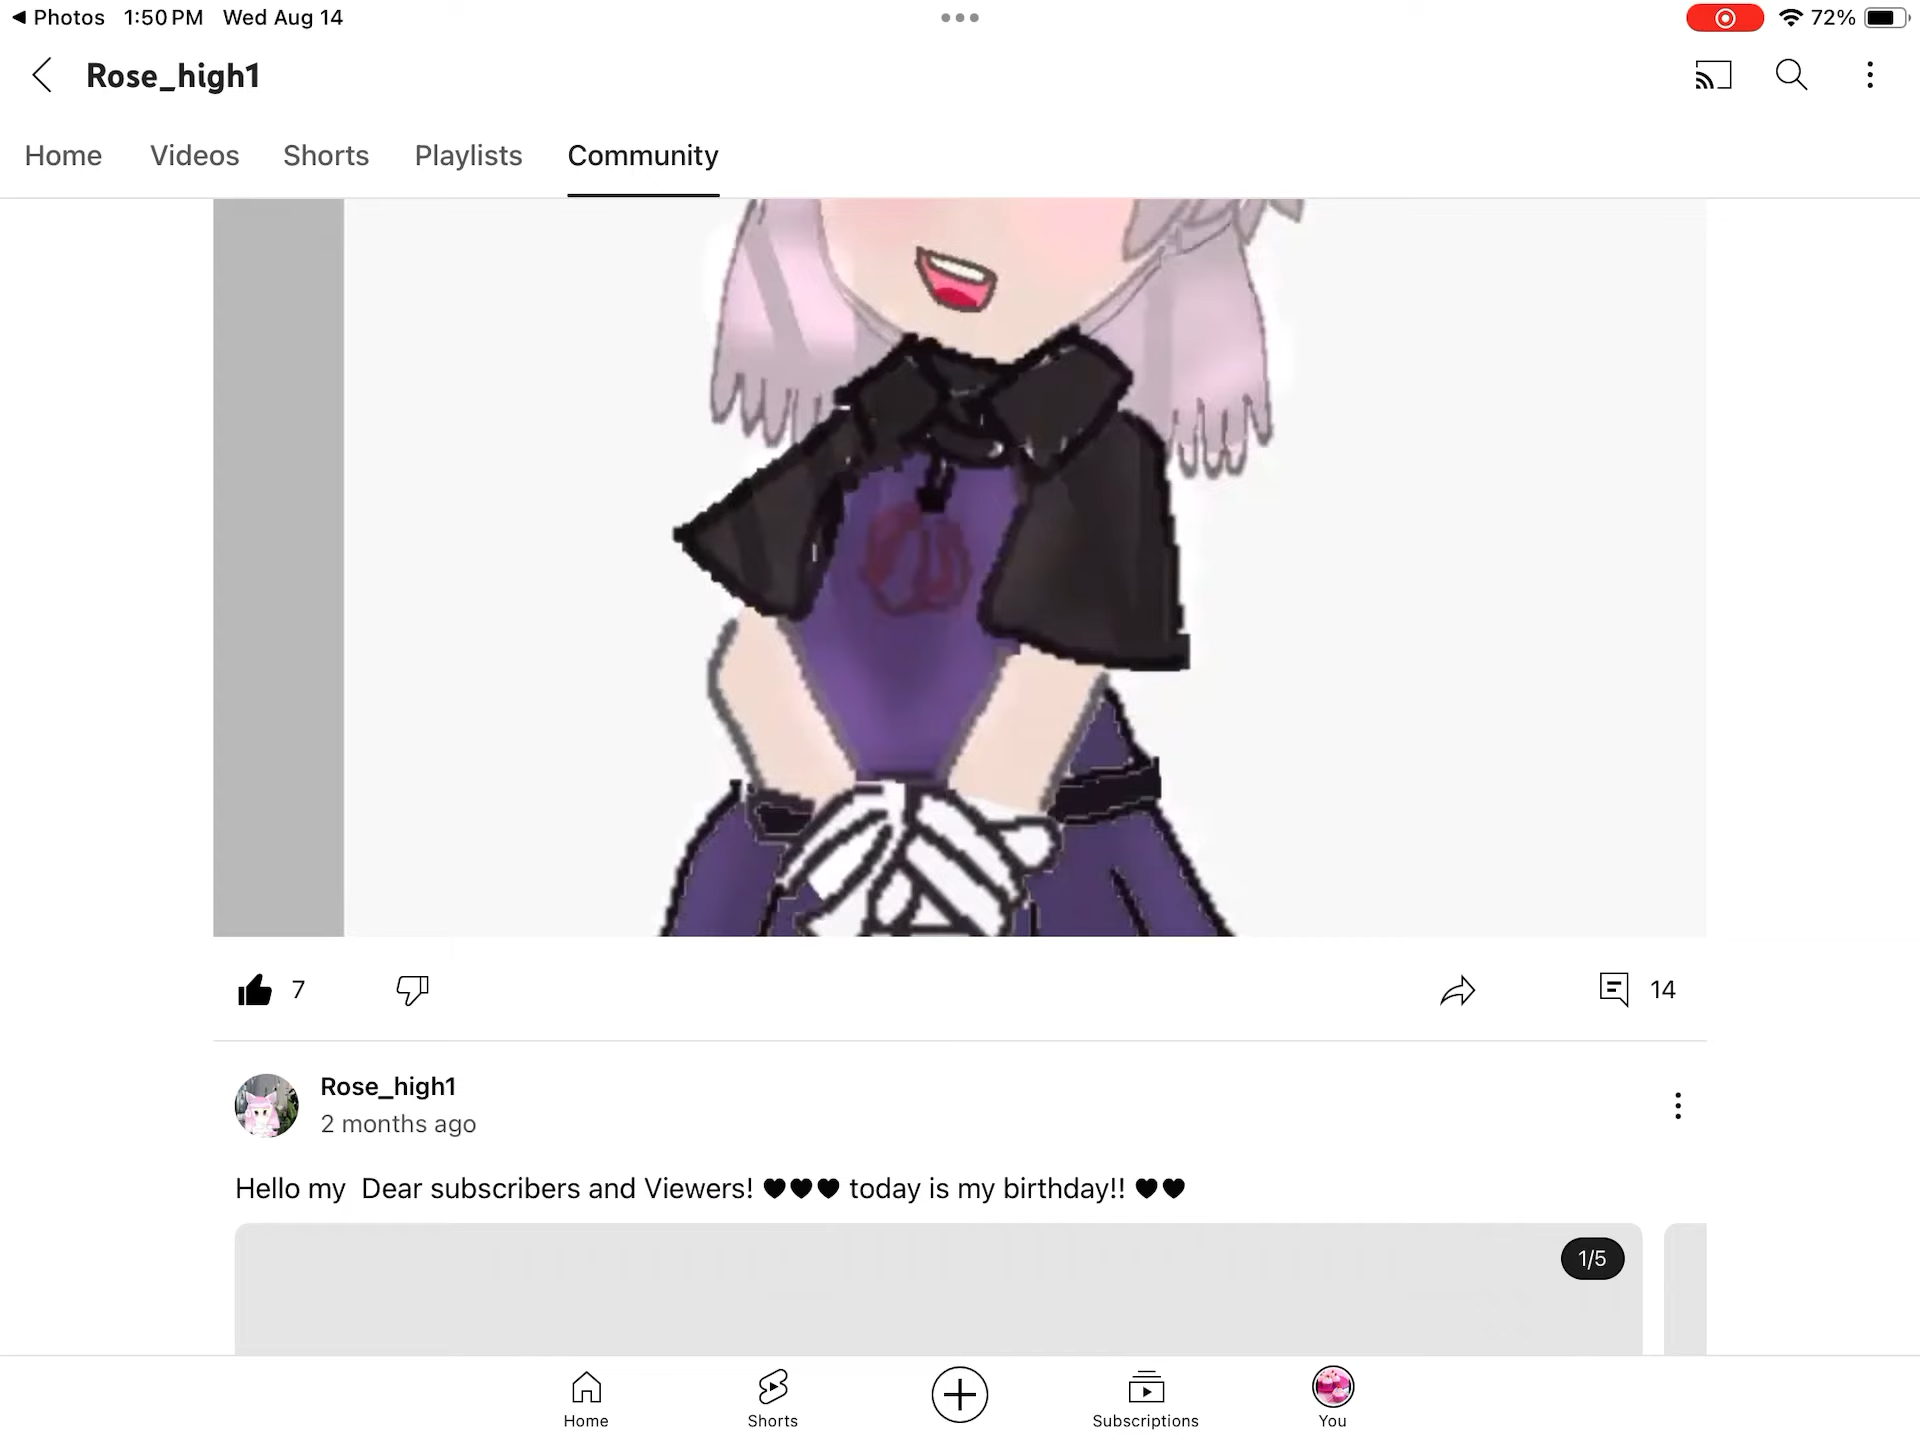 Photos 1:50 PM Wed Aug 14 72%
Rose_high1
Home Videos Shorts Playlists Community
7 14
Rose_high1
2 months ago
Hello my  Dear subscribers and Viewers! 🖤🖤🖤 today is my birthday!! 🖤🖤
1/5
Home Shorts Subscriptions You